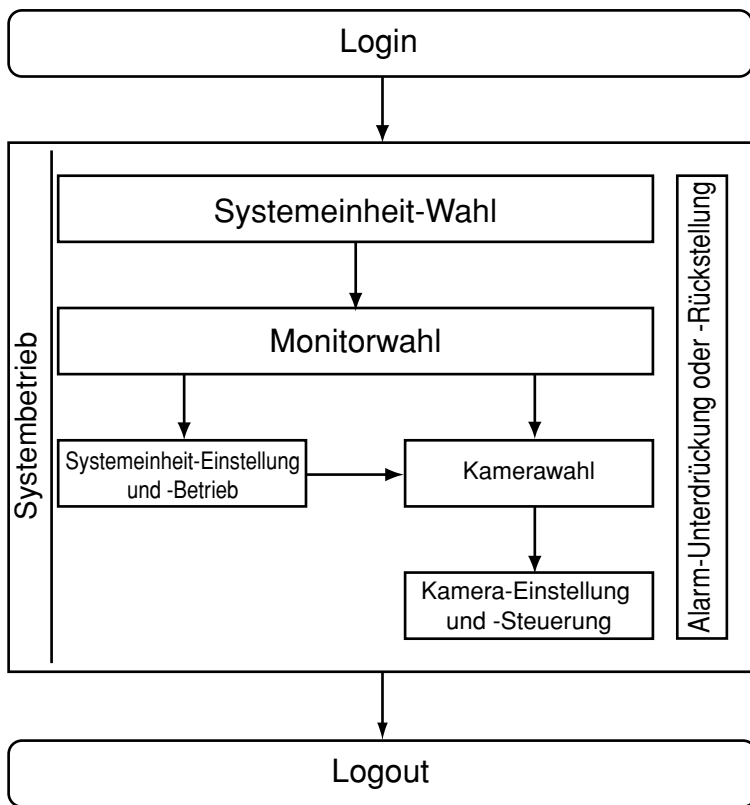 Login
Systembetrieb
Systemeinheit-Wahl
Monitorwahl
Systemeinheit-Einstellung
und -Betrieb
Kamerawahl
Kamera-Einstellung
und -Steuerung
Alarm-Unterdrückung oder -Rückstellung
Logout